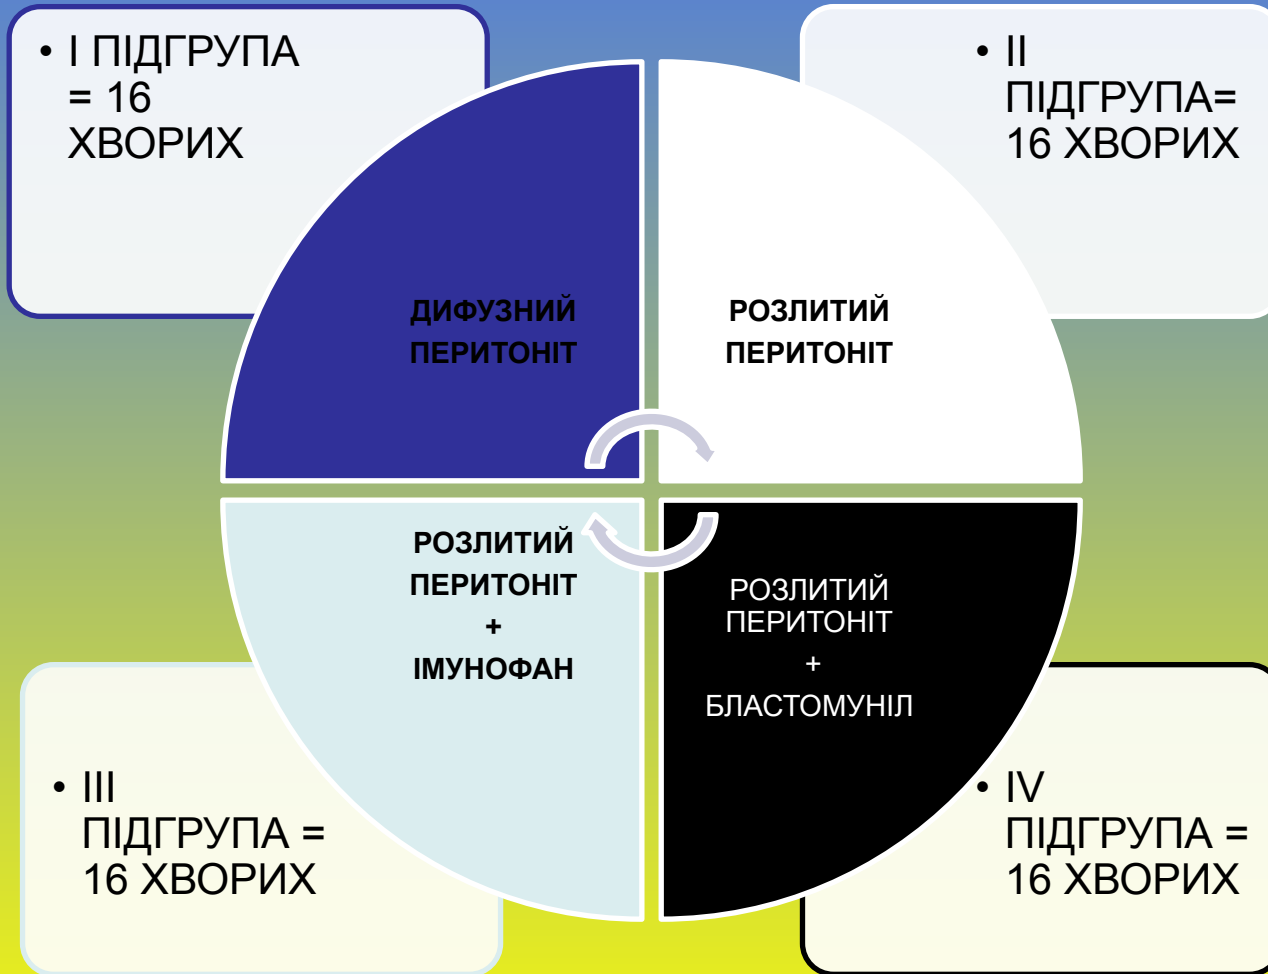 • І ПІДГРУПА
= 16
ХВОРИХ
• ІІ
ПІДГРУПА=
16 ХВОРИХ
ДИФУЗНИЙ
ПЕРИТОНІТ
РОЗЛИТИЙ
ПЕРИТОНІТ
РОЗЛИТИЙ
ПЕРИТОНІТ
+
ІМУНОФАН
РОЗЛИТИЙ
ПЕРИТОНІТ
+
БЛАСТОМУНІЛ
• ІІІ
ПІДГРУПА =
16 ХВОРИХ
• IV
ПІДГРУПА =
16 ХВОРИХ